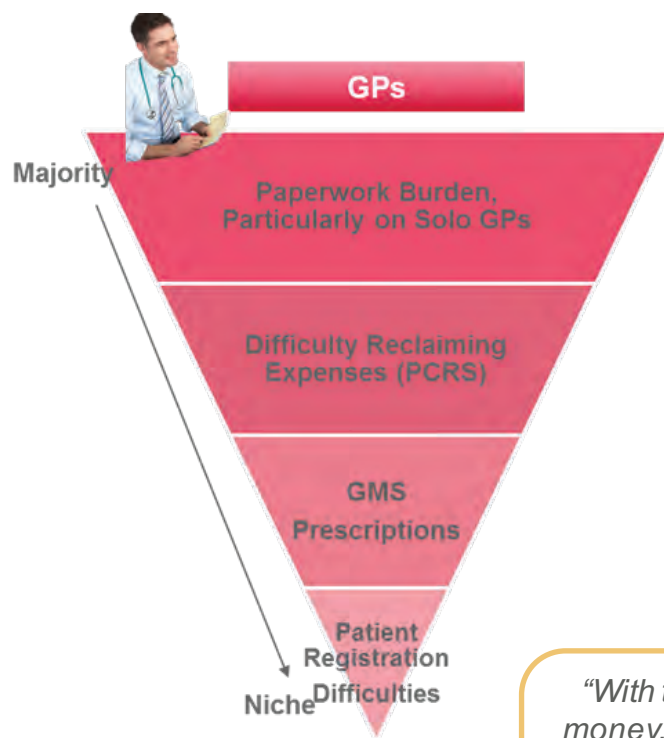 GPs
Majority
Paperwork Burden,
Particularly on Solo GPs
Difficulty Reclaiming
Expenses (PCRS)
GMS
Prescriptions
Patient
Registration
Difficulties
Niche
“With
money.